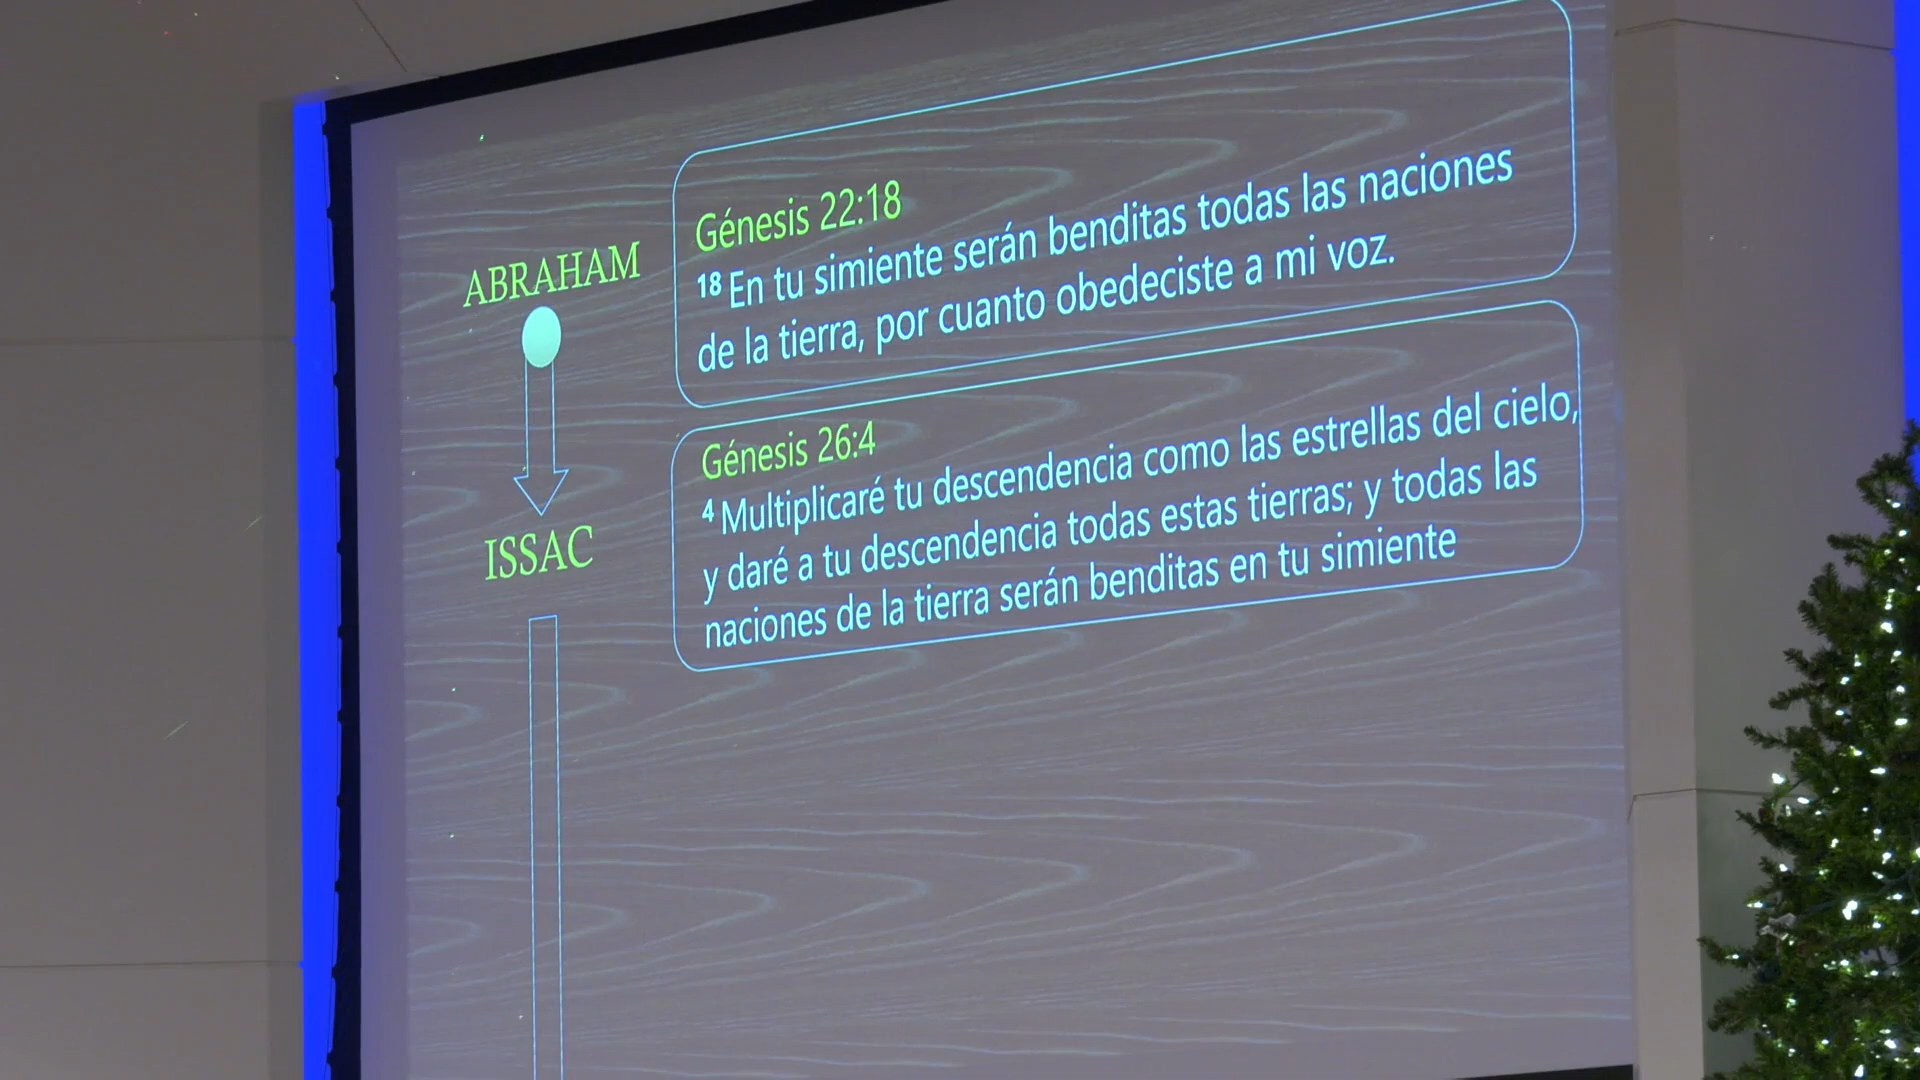 ABRAHAM
Génesis 22:18
18 En tu simiente serán benditas todas las naciones
de la tierra, por cuanto obedeciste a mi voz.
ISSAC
Génesis 26:4
4 Multiplicaré tu descendencia como las estrellas del cielo,
y daré a tu descendencia todas estas tierras; y todas las
naciones de la tierra serán benditas en tu simiente